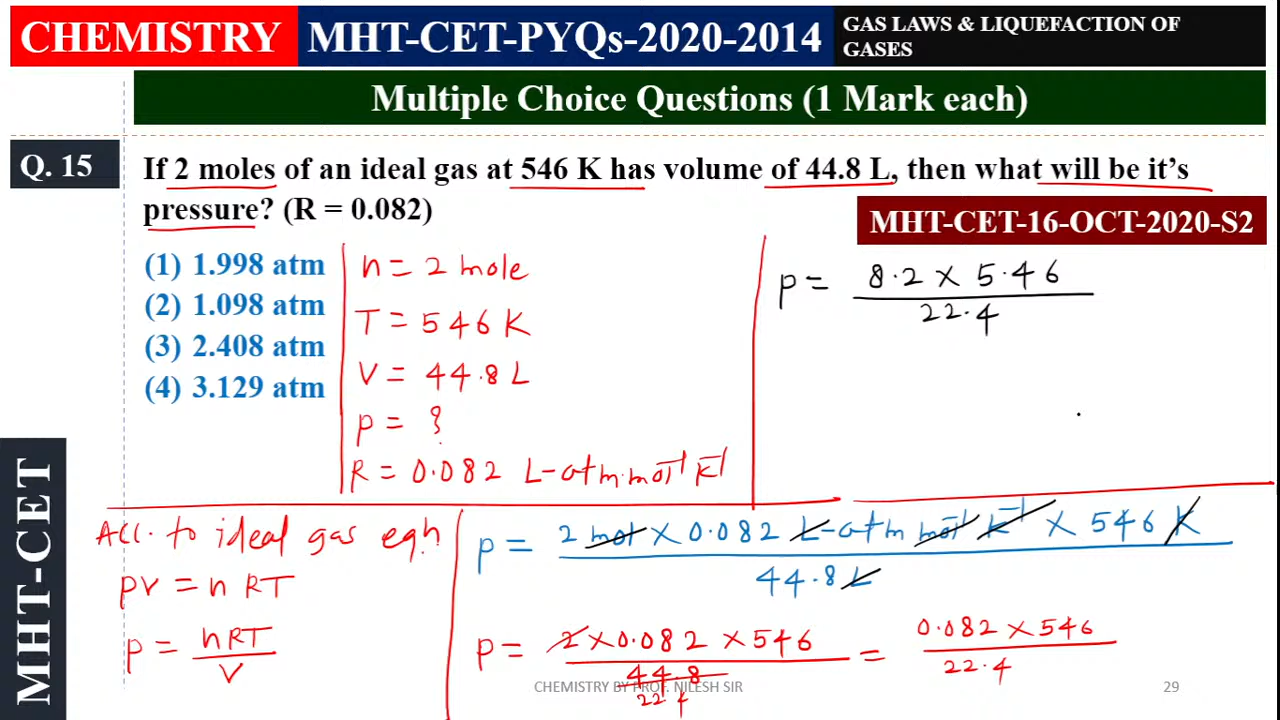 CHEMISTRY
MHT-CET-PYQs-2020-2014
GAS LAWS & LIQUEFACTION OF
GASES
Multiple Choice Questions (1 Mark each)
Q. 15
If 2 moles of an ideal gas at 546 K has volume of 44.8 L, then what will be it's
pressure? (R = 0.082)
MHT-CET-16-OCT-2020-S2
(1) 1.998 atm
(2) 1.098 atm
(3) 2.408 atm
(4) 3.129 atm
n = 2 mole
T = 546 K
V = 44.8 L
p = ?
R = 0.082 L-atm.mol⁻¹ K⁻¹
p = 8.2 × 5.46
22.4
Acc. to ideal gas eqn.
PV = n RT
p = nRT
V
p = 2 mol × 0.082 L-atm mol⁻¹ K⁻¹ × 546 K
44.8 L
p = 2 × 0.082 × 546 = 0.082 × 546
44.8 22.4
22.4
CHEMISTRY BY PROF. NILESH SIR
29
MHT-CET